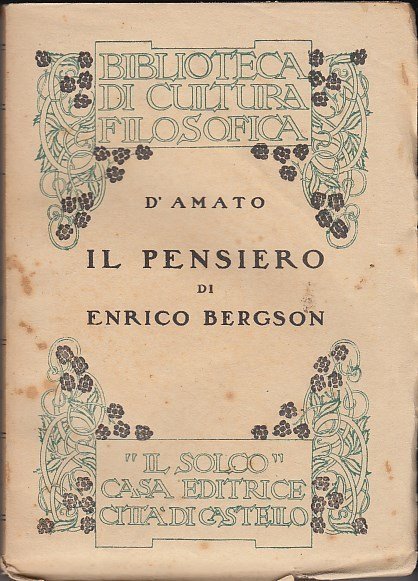 BIBLIOTECA
DI CULTURA
FILOSOFICA
D'AMATO
IL PENSIERO
DI
ENRICO BERGSON
"IL SOLCO"
CASA EDITRICE
CITTÀ DI CASTELLO